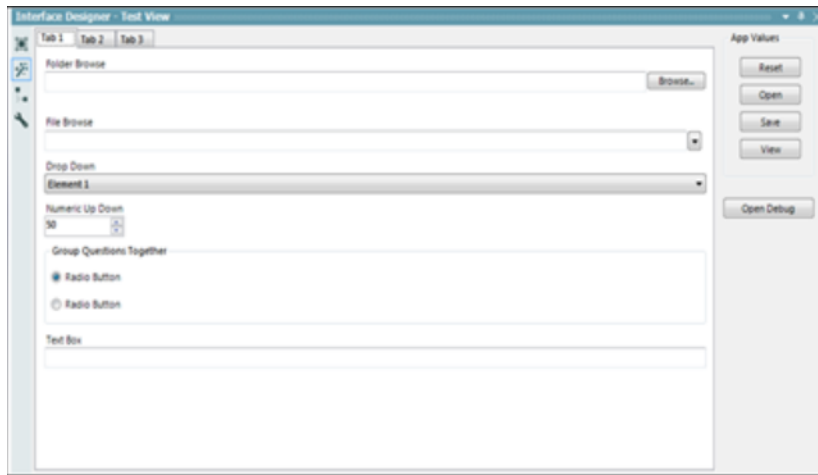 Interface Designer - Test View
Tab 1 Tab 2 Tab 3
App Values
Folder Browse
Browse...
Reset
Open
File Browse
Save
View
Drop Down
Element 1
Numeric Up Down
50
Open Debug
Group Questions Together
Radio Button
Radio Button
Text Box